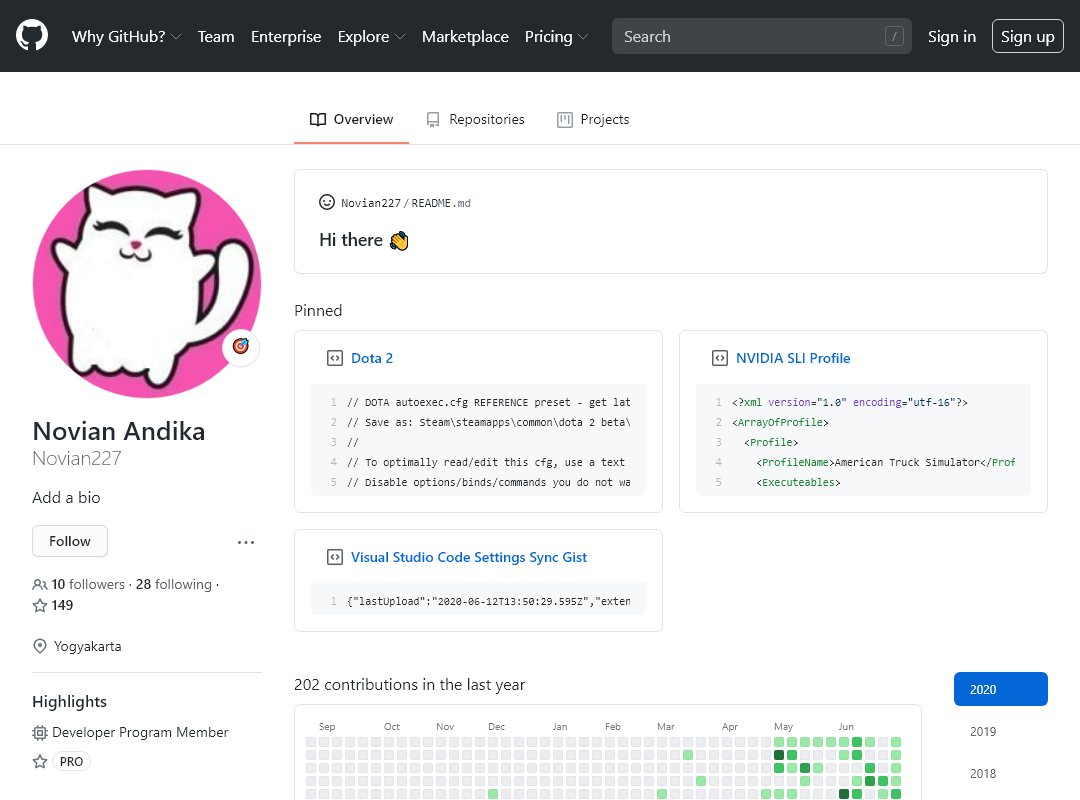 Why GitHub? Team Enterprise Explore Marketplace Pricing Search / Sign in Sign up
Overview Repositories Projects
Novian227/README.md
Hi there 👋
Novian Andika
Novian227
Add a bio
Follow
10 followers · 28 following ·
149
Yogyakarta
Highlights
Developer Program Member
PRO
Pinned
Dota 2
1 // DOTA autoexec.cfg REFERENCE preset - get lat
2 // Save as: Steam\steamapps\common\dota 2 beta\
3 //
4 // To optimally read/edit this cfg, use a text
5 // Disable options/binds/commands you do not wa
NVIDIA SLI Profile
1 <?xml version="1.0" encoding="utf-16"?>
2 <ArrayOfProfile>
3 <Profile>
4 <ProfileName>American Truck Simulator</Prof
5 <Executeables>
Visual Studio Code Settings Sync Gist
1 {"lastUpload":"2020-06-12T13:50:29.595Z","exten
202 contributions in the last year
Sep Oct Nov Dec Jan Feb Mar Apr May Jun
2020
2019
2018